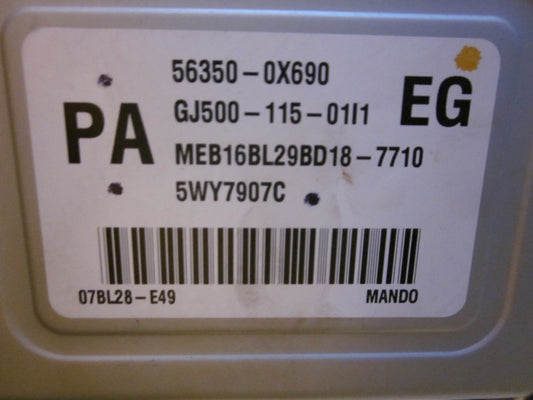 56350-0X690
PA
GJ500-115-01I1
EG
MEB16BL29BD18-7710
5WY7907C
07BL28-E49
MANDO